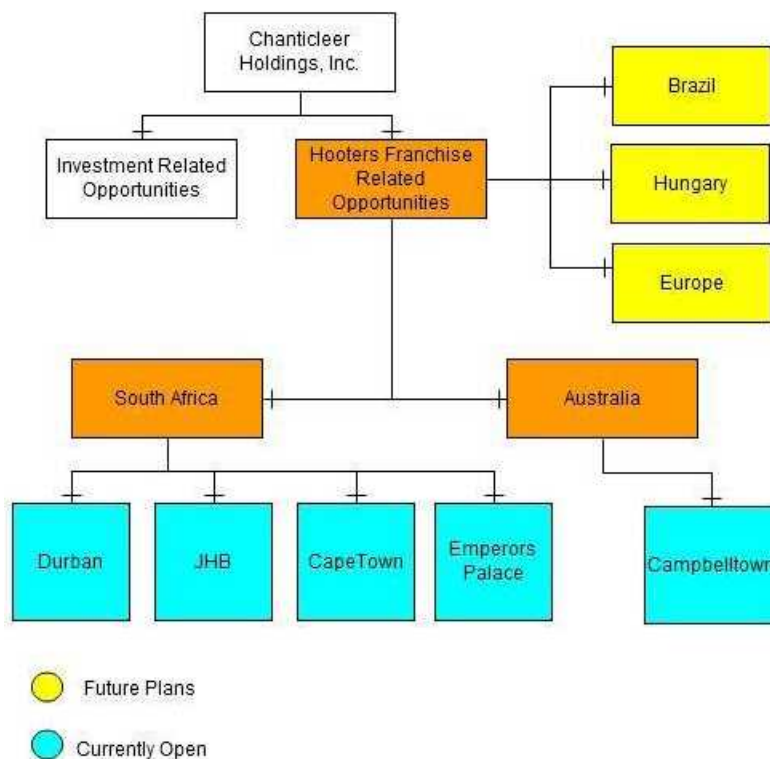 Chanticleer
Holdings, Inc.
Brazil
Investment Related
Opportunities
Hooters Franchise
Related
Opportunities
Hungary
Europe
South Africa
Australia
Durban
JHB
CapeTown
Emperors
Palace
Campbelltown
Future Plans
Currently Open